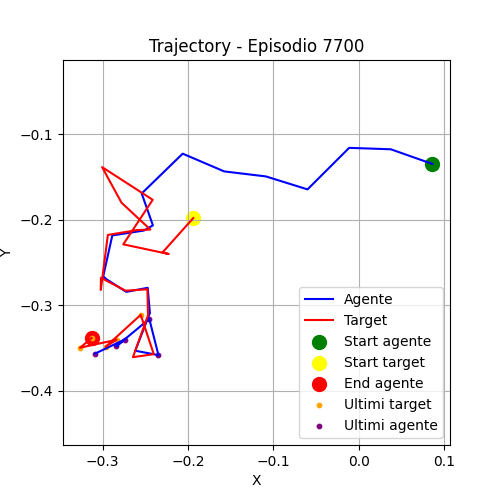 Trajectory - Episodio 7700
Y
−0.1
−0.2
−0.3
−0.4
Agente
Target
Start agente
Start target
End agente
Ultimi target
Ultimi agente
−0.3
−0.2
−0.1
0.0
0.1
X